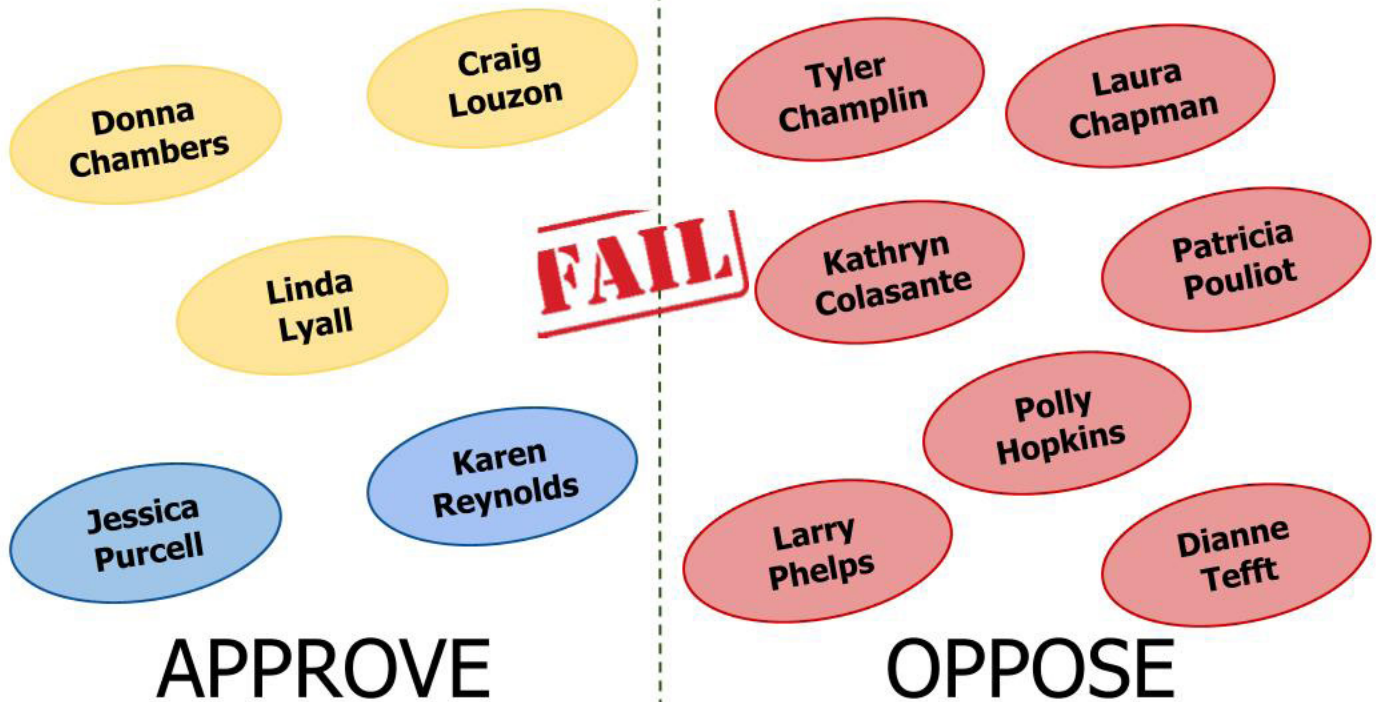 Donna
Chambers
Craig
Louzon
Linda
Lyall
Jessica
Purcell
Karen
Reynolds
APPROVE
FAIL
Tyler
Champlin
Laura
Chapman
Kathryn
Colasante
Patricia
Pouliot
Polly
Hopkins
Larry
Phelps
Dianne
Tefft
OPPOSE